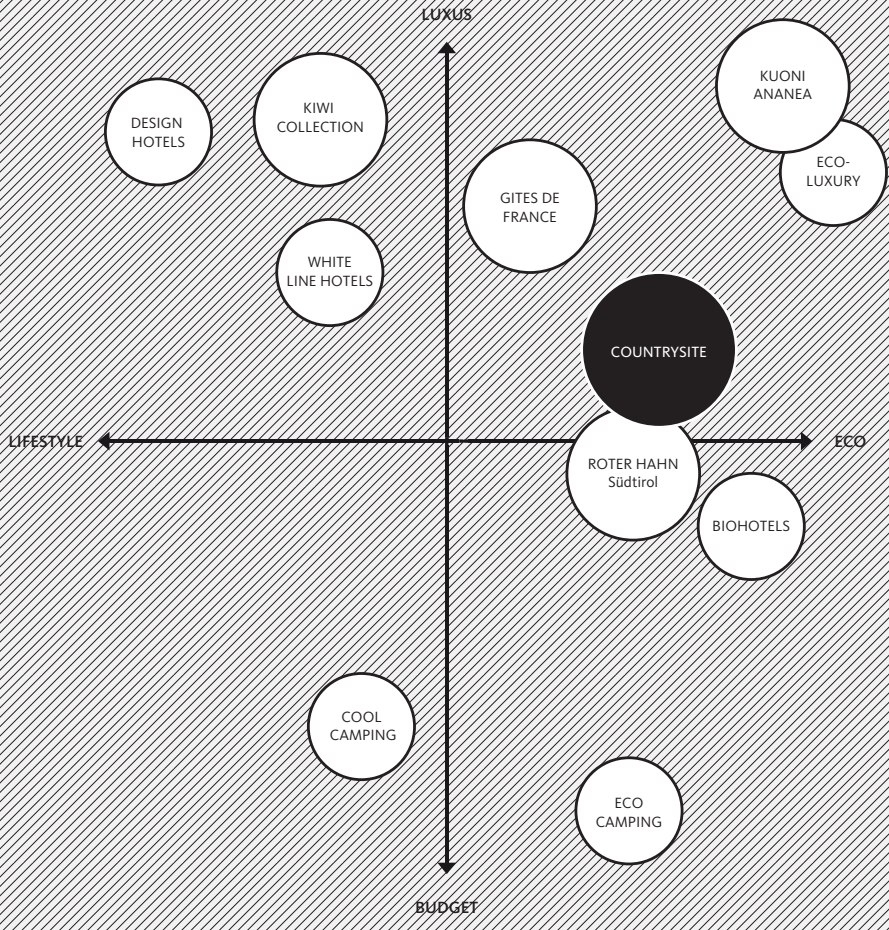 LUXUS
KUONI
ANANEA
KIWI
COLLECTION
DESIGN
HOTELS
ECO-
LUXURY
GITES DE
FRANCE
WHITE
LINE HOTELS
COUNTRYSITE
LIFESTYLE
ECO
ROTER HAHN
Südtirol
BIOHOTELS
COOL
CAMPING
ECO
CAMPING
BUDGET